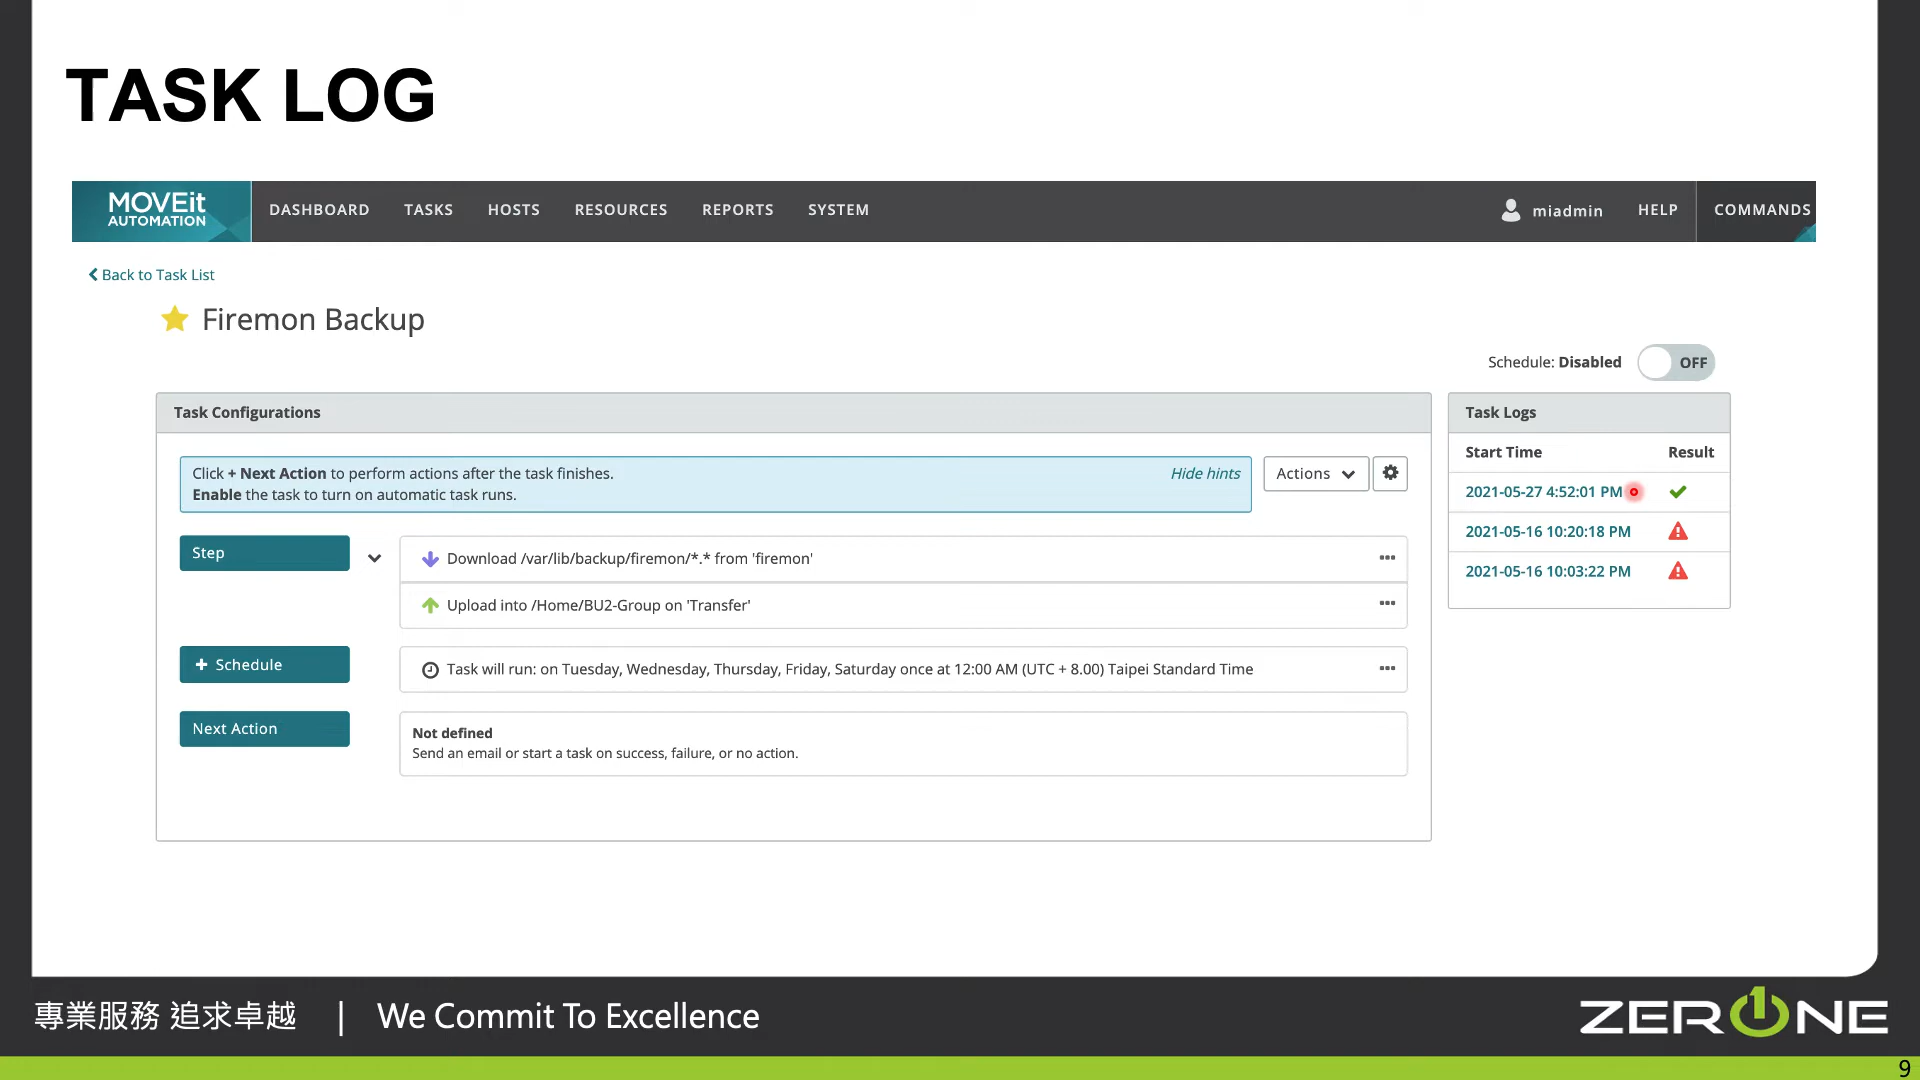 TASK LOG
MOVEit
AUTOMATION
DASHBOARD TASKS HOSTS RESOURCES REPORTS SYSTEM miadmin HELP COMMANDS
Back to Task List
Firemon Backup
Schedule: Disabled OFF
Task Configurations
Click + Next Action to perform actions after the task finishes. Hide hints
Enable the task to turn on automatic task runs.
Actions
Step
Download /var/lib/backup/firemon/*.* from 'firemon'
Upload into /Home/BU2-Group on 'Transfer'
+ Schedule
Task will run: on Tuesday, Wednesday, Thursday, Friday, Saturday once at 12:00 AM (UTC + 8.00) Taipei Standard Time
Next Action
Not defined
Send an email or start a task on success, failure, or no action.
Task Logs
Start Time Result
2021-05-27 4:52:01 PM
2021-05-16 10:20:18 PM
2021-05-16 10:03:22 PM
專業服務 追求卓越 | We Commit To Excellence
ZERONE
9